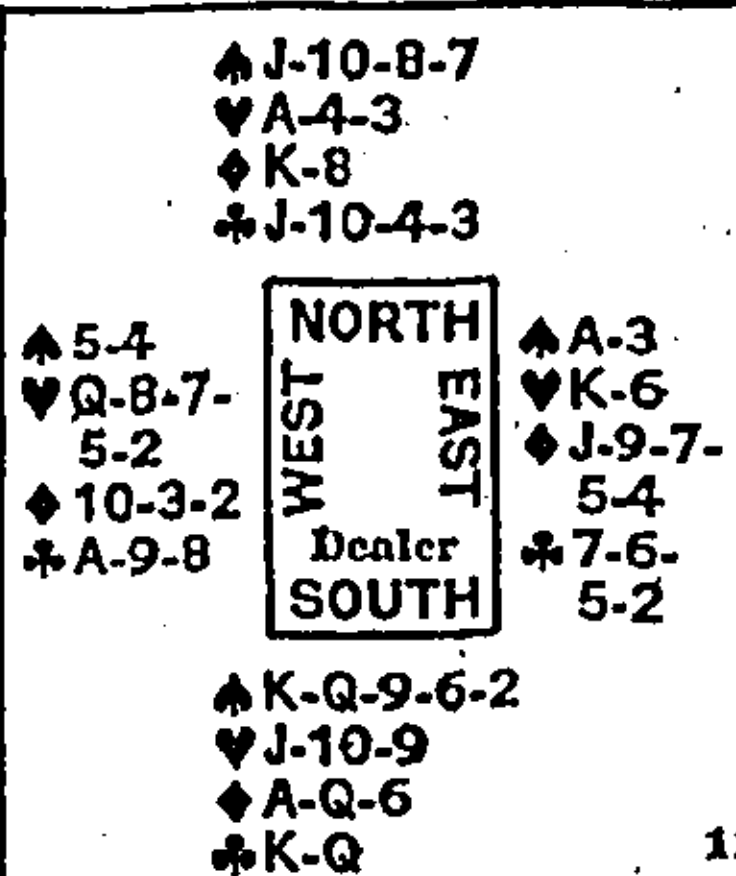 ♠ J-10-8-7
♥ A-4-3
♦ K-8
♣ J-10-4-3
♠ 5-4
♥ Q-8-7-
5-2
♦ 10-3-2
♣ A-9-8
NORTH
WEST
EAST
Dealer
SOUTH
♠ A-3
♥ K-6
♦ J-9-7-
5-4
♣ 7-6-
5-2
♠ K-Q-9-6-2
♥ J-10-9
♦ A-Q-6
♣ K-Q